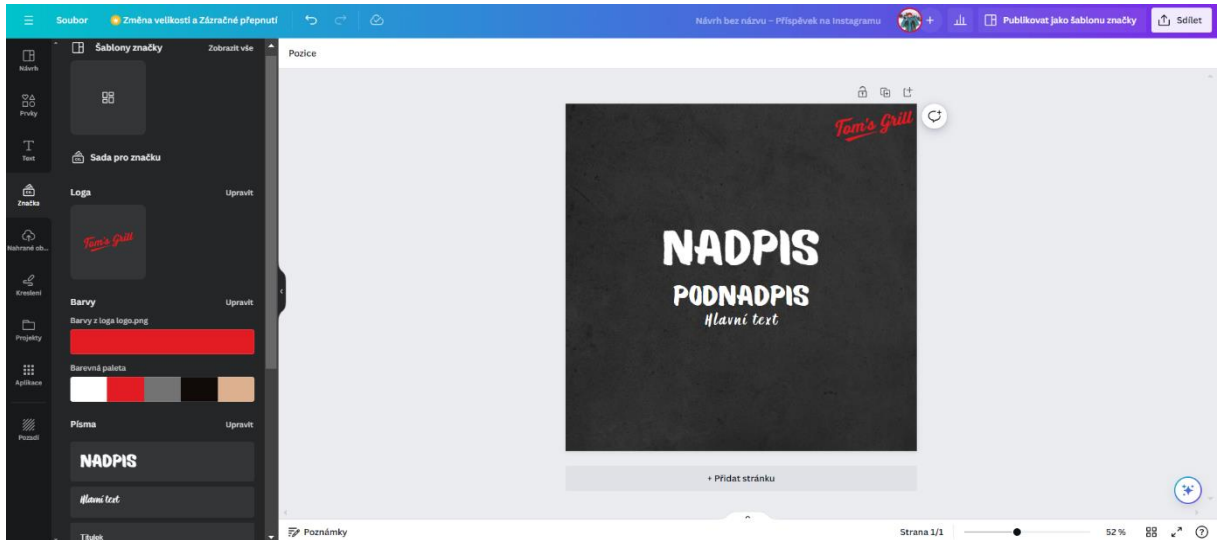 Soubor
Změna velikosti a Zázračné přepnutí
Návrh bez názvu – Příspěvek na Instagramu
Publikovat jako šablonu značky
Sdílet
Návrh
Prvky
Text
Značka
Nahrané ob...
Kreslení
Projekty
Aplikace
Pozadí
Šablony značky
Zobrazit vše
Sada pro značku
Loga
Upravit
Tom's Grill
Barvy
Upravit
Barvy z loga logo.png
Barevná paleta
Písma
Upravit
NADPIS
Hlavní text
Titulek
Pozice
Tom's Grill
NADPIS
PODNADPIS
Hlavní text
+ Přidat stránku
Poznámky
Strana 1/1
52 %